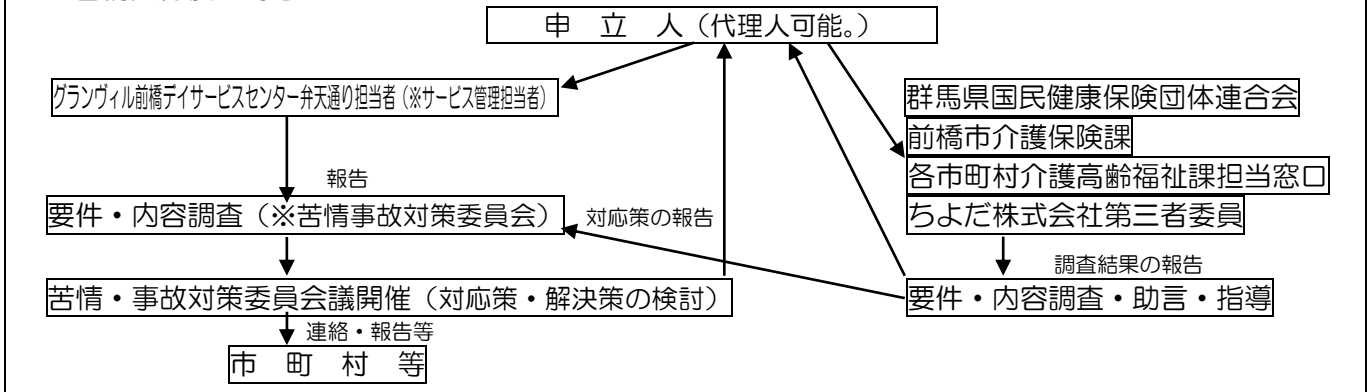 申 立 人（代理人可能。）
グランヴィル前橋デイサービスセンター弁天通り担当者（※サービス管理担当者）
群馬県国民健康保険団体連合会
前橋市介護保険課
各市町村介護高齢福祉課担当窓口
ちよだ株式会社第三者委員
報告
要件・内容調査（※苦情事故対策委員会）
対応策の報告
調査結果の報告
苦情・事故対策委員会議開催（対応策・解決策の検討）
要件・内容調査・助言・指導
連絡・報告等
市 町 村 等